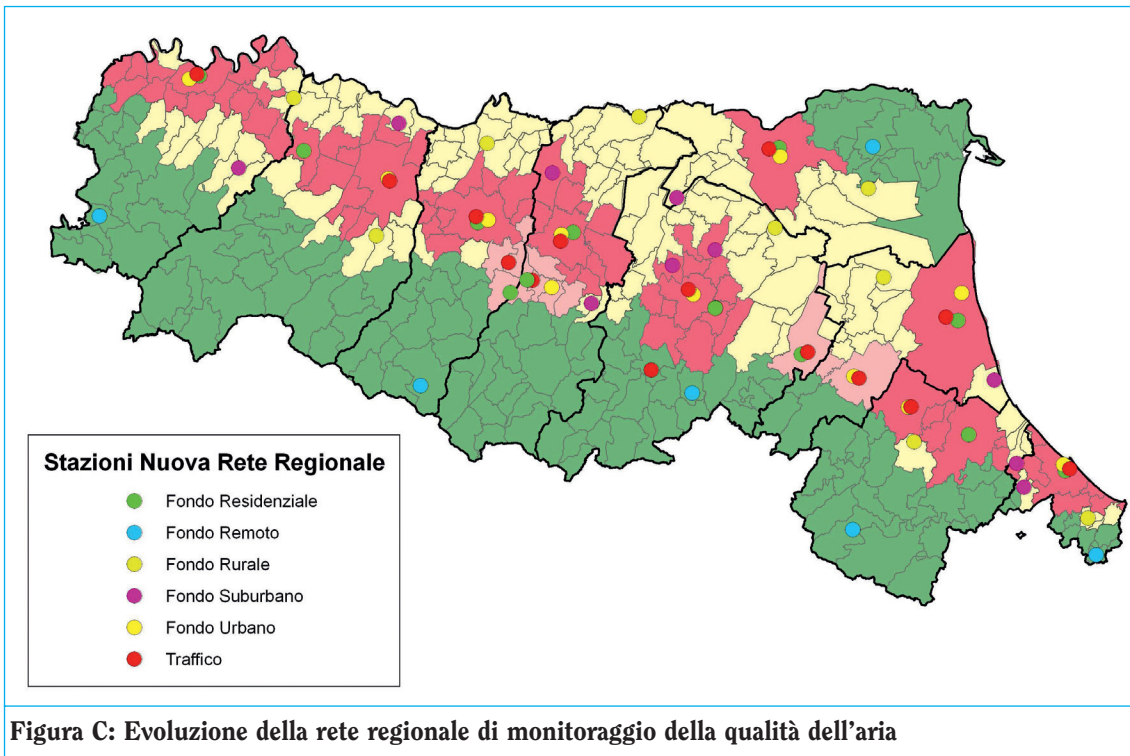 Stazioni Nuova Rete Regionale
Fondo Residenziale
Fondo Remoto
Fondo Rurale
Fondo Suburbano
Fondo Urbano
Traffico
Figura C: Evoluzione della rete regionale di monitoraggio della qualità dell'aria